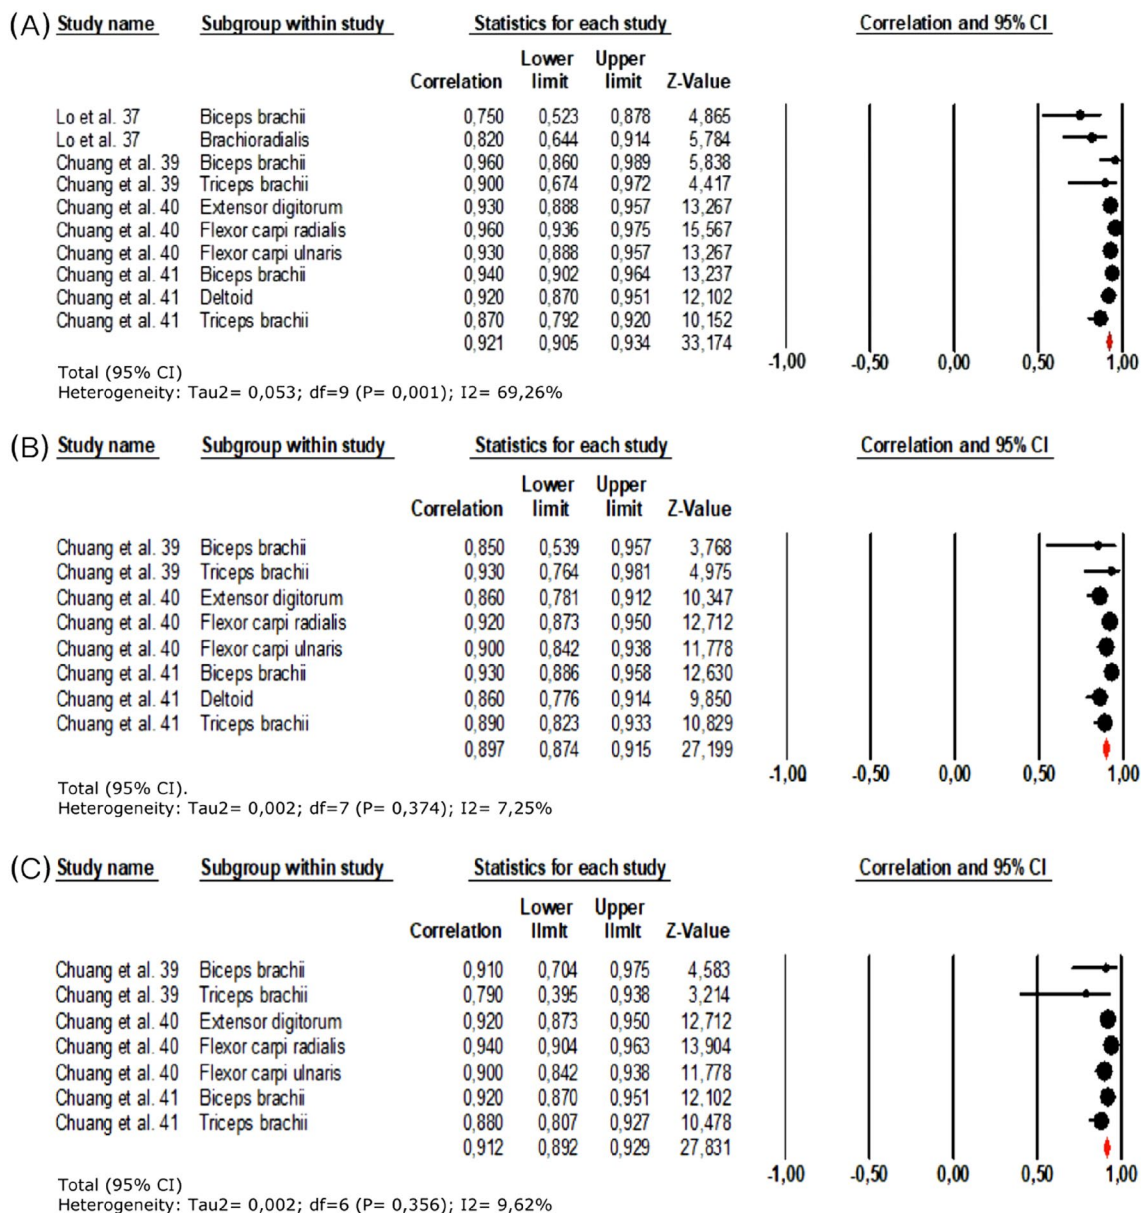 (A) Study name Subgroup within study Statistics for each study Correlation and 95% CI
Lower Upper
Correlation limit limit Z-Value
Lo et al. 37 Biceps brachii 0,750 0,523 0,878 4,865
Lo et al. 37 Brachioradialis 0,820 0,644 0,914 5,784
Chuang et al. 39 Biceps brachii 0,960 0,860 0,989 5,838
Chuang et al. 39 Triceps brachii 0,900 0,674 0,972 4,417
Chuang et al. 40 Extensor digitorum 0,930 0,888 0,957 13,267
Chuang et al. 40 Flexor carpi radialis 0,960 0,936 0,975 15,567
Chuang et al. 40 Flexor carpi ulnaris 0,930 0,888 0,957 13,267
Chuang et al. 41 Biceps brachii 0,940 0,902 0,964 13,237
Chuang et al. 41 Deltoid 0,920 0,870 0,951 12,102
Chuang et al. 41 Triceps brachii 0,870 0,792 0,920 10,152
0,921 0,905 0,934 33,174
-1,00 -0,50 0,00 0,50 1,00
Total (95% CI)
Heterogeneity: Tau2= 0,053; df=9 (P= 0,001); I2= 69,26%
(B) Study name Subgroup within study Statistics for each study Correlation and 95% CI
Lower Upper
Correlation limit limit Z-Value
Chuang et al. 39 Biceps brachii 0,850 0,539 0,957 3,768
Chuang et al. 39 Triceps brachii 0,930 0,764 0,981 4,975
Chuang et al. 40 Extensor digitorum 0,860 0,781 0,912 10,347
Chuang et al. 40 Flexor carpi radialis 0,920 0,873 0,950 12,712
Chuang et al. 40 Flexor carpi ulnaris 0,900 0,842 0,938 11,778
Chuang et al. 41 Biceps brachii 0,930 0,886 0,958 12,630
Chuang et al. 41 Deltoid 0,860 0,776 0,914 9,850
Chuang et al. 41 Triceps brachii 0,890 0,823 0,933 10,829
0,897 0,874 0,915 27,199
-1,00 -0,50 0,00 0,50 1,00
Total (95% CI).
Heterogeneity: Tau2= 0,002; df=7 (P= 0,374); I2= 7,25%
(C) Study name Subgroup within study Statistics for each study Correlation and 95% CI
Lower Upper
Correlation limit limit Z-Value
Chuang et al. 39 Biceps brachii 0,910 0,704 0,975 4,583
Chuang et al. 39 Triceps brachii 0,790 0,395 0,938 3,214
Chuang et al. 40 Extensor digitorum 0,920 0,873 0,950 12,712
Chuang et al. 40 Flexor carpi radialis 0,940 0,904 0,963 13,904
Chuang et al. 40 Flexor carpi ulnaris 0,900 0,842 0,938 11,778
Chuang et al. 41 Biceps brachii 0,920 0,870 0,951 12,102
Chuang et al. 41 Triceps brachii 0,880 0,807 0,927 10,478
0,912 0,892 0,929 27,831
-1,00 -0,50 0,00 0,50 1,00
Total (95% CI)
Heterogeneity: Tau2= 0,002; df=6 (P= 0,356); I2= 9,62%